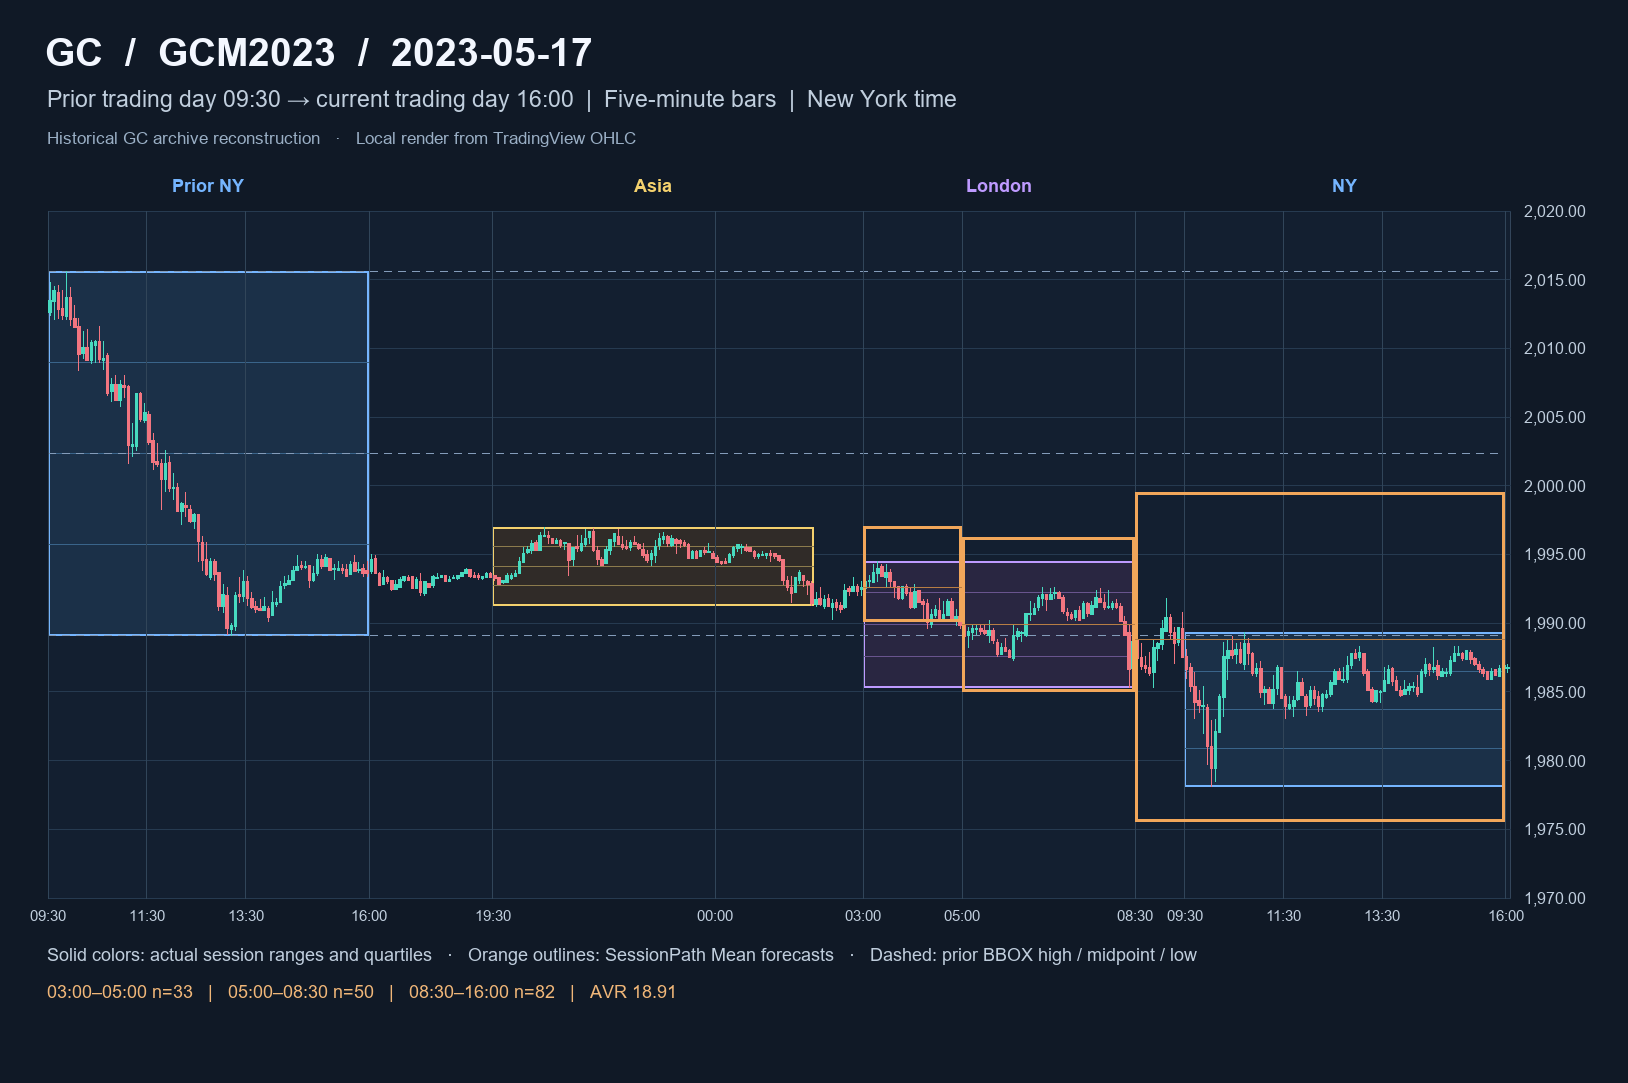 GC / GCM2023 / 2023-05-17
Prior trading day 09:30 → current trading day 16:00 | Five-minute bars | New York time
Historical GC archive reconstruction · Local render from TradingView OHLC
Prior NY Asia London NY
2,020.00
2,015.00
2,010.00
2,005.00
2,000.00
1,995.00
1,990.00
1,985.00
1,980.00
1,975.00
1,970.00
09:30 11:30 13:30 16:00 19:30 00:00 03:00 05:00 08:30 09:30 11:30 13:30 16:00
Solid colors: actual session ranges and quartiles · Orange outlines: SessionPath Mean forecasts · Dashed: prior BBOX high / midpoint / low
03:00–05:00 n=33 | 05:00–08:30 n=50 | 08:30–16:00 n=82 | AVR 18.91